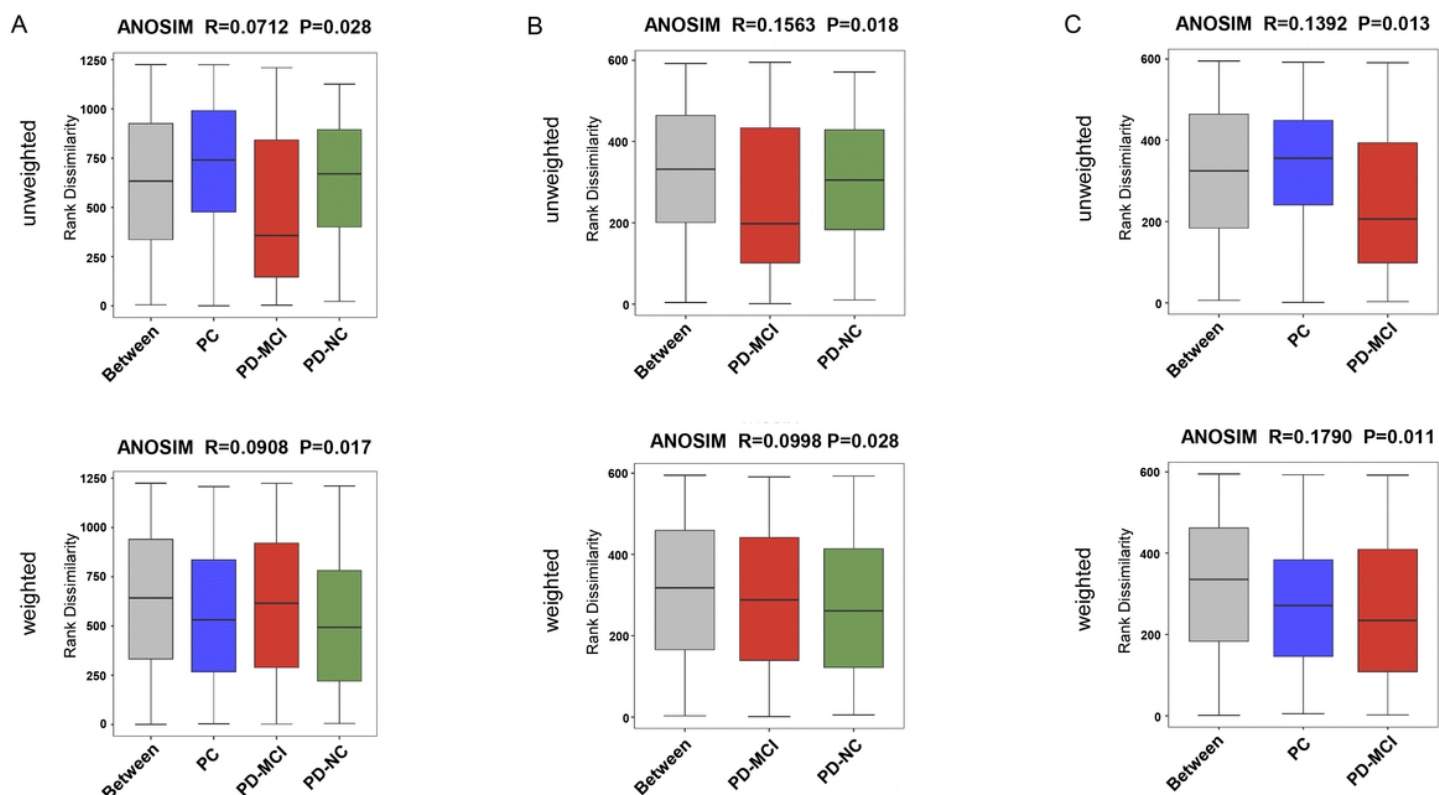 A
ANOSIM R=0.0712 P=0.028
unweighted
Rank Dissimilarity
1250
1000
750
500
250
0
Between
PC
PD-MCI
PD-NC
B
ANOSIM R=0.1563 P=0.018
unweighted
Rank Dissimilarity
600
400
200
0
Between
PD-MCI
PD-NC
C
ANOSIM R=0.1392 P=0.013
unweighted
Rank Dissimilarity
600
400
200
0
Between
PC
PD-MCI
ANOSIM R=0.0908 P=0.017
weighted
Rank Dissimilarity
1250
1000
750
500
250
0
Between
PC
PD-MCI
PD-NC
ANOSIM R=0.0998 P=0.028
weighted
Rank Dissimilarity
600
400
200
0
Between
PD-MCI
PD-NC
ANOSIM R=0.1790 P=0.011
weighted
Rank Dissimilarity
600
400
200
0
Between
PC
PD-MCI